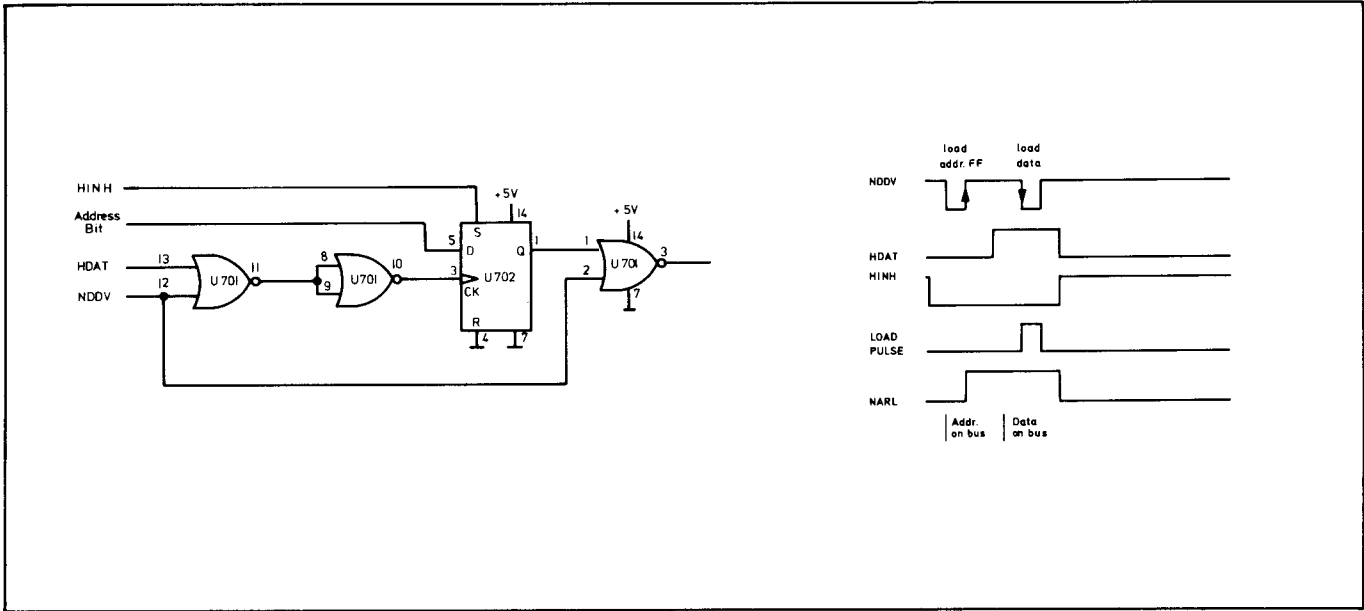 HINH
Address
Bit
HDAT
NDDV
13
12
11
8
9
10
U701
U701
+5V
14
S
5
D
Q
1
3
CK
U702
R
4
7
+5V
14
1
2
U701
3
7
load
addr. FF
load
data
NDDV
HDAT
HINH
LOAD
PULSE
NARL
Addr.
on bus
Data
on bus